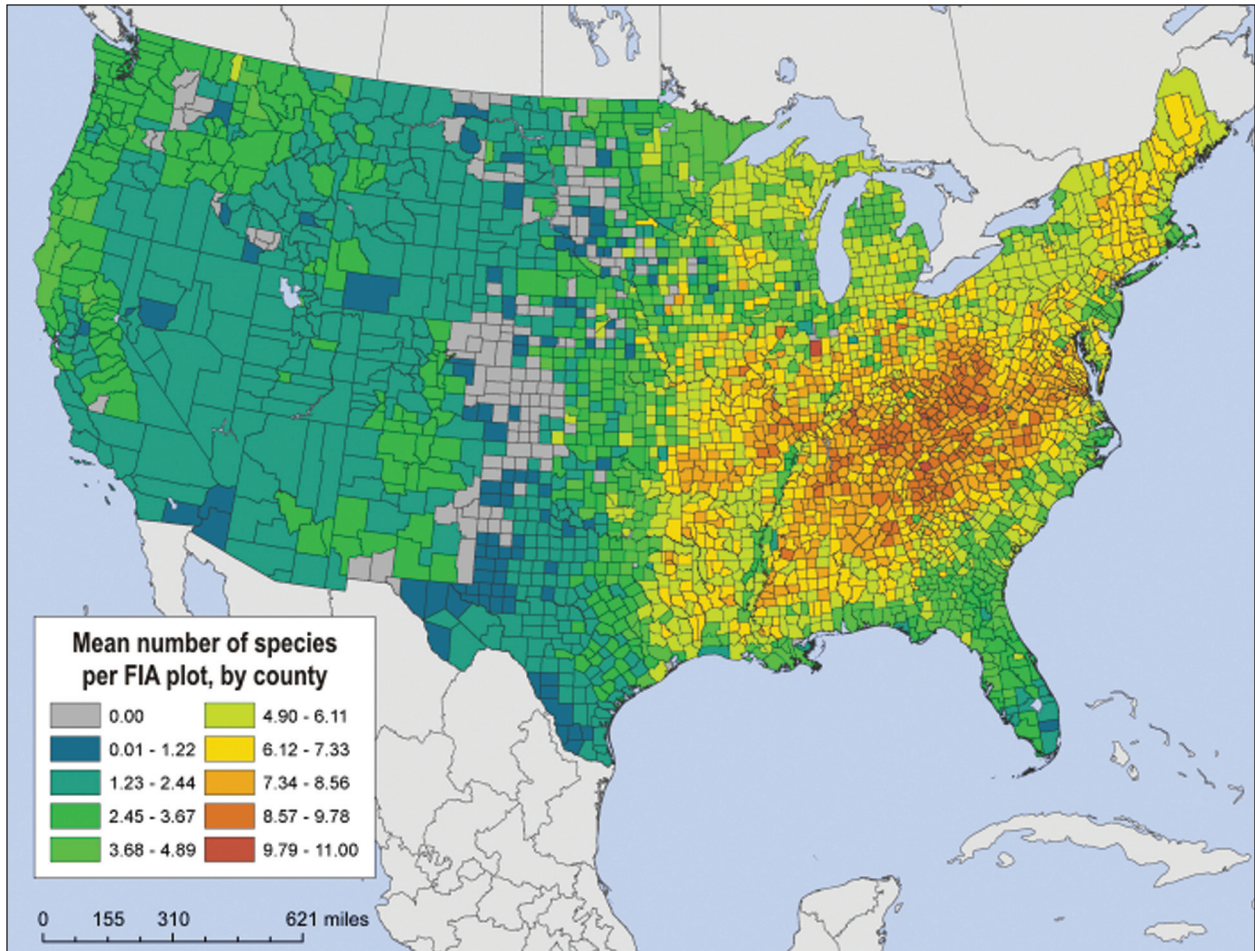 Mean number of species
per FIA plot, by county
0.00
0.01 - 1.22
1.23 - 2.44
2.45 - 3.67
3.68 - 4.89
4.90 - 6.11
6.12 - 7.33
7.34 - 8.56
8.57 - 9.78
9.79 - 11.00
0 155 310 621 miles